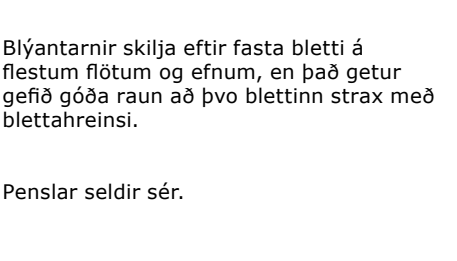 Blýantarnir skilja eftir fasta bletti á
flestum flötum og efnum, en það getur
gefið góða raun að þvo blettinn strax með
blettahreinsi.
Penslar seldir sér.